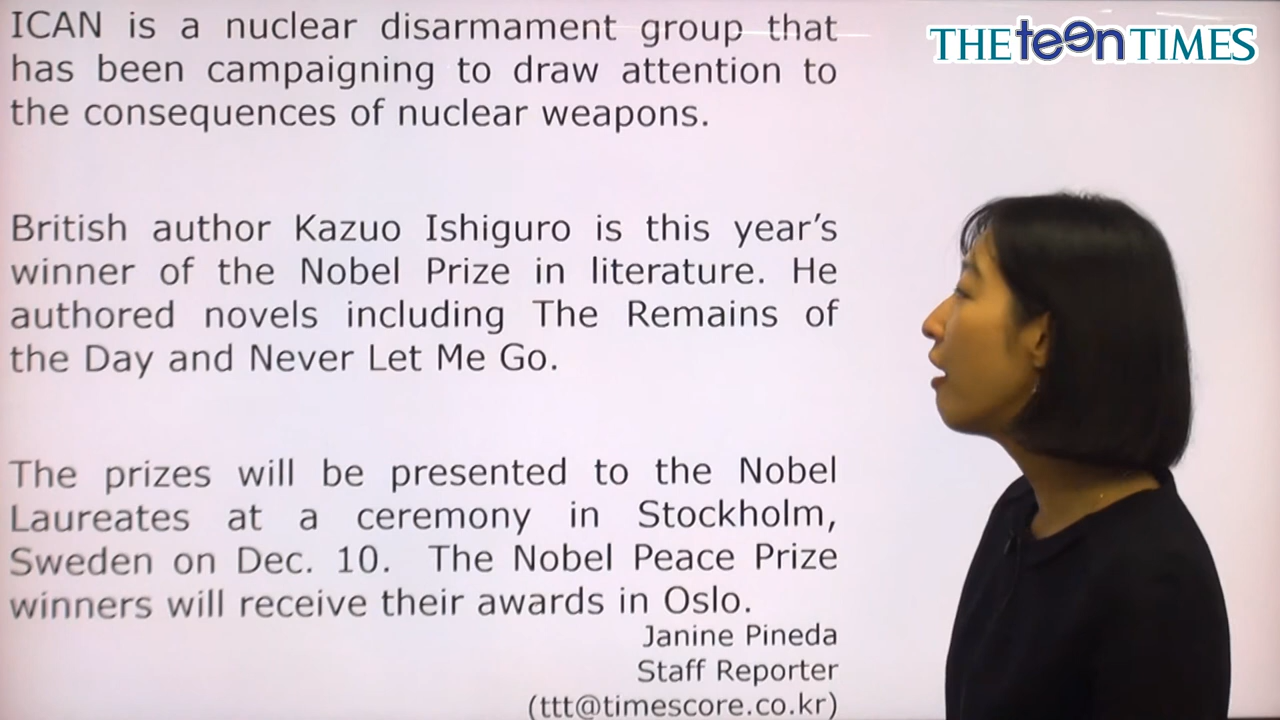 THE teen TIMES
ICAN is a nuclear disarmament group that
has been campaigning to draw attention to
the consequences of nuclear weapons.
British author Kazuo Ishiguro is this year's
winner of the Nobel Prize in literature. He
authored novels including The Remains of
the Day and Never Let Me Go.
The prizes will be presented to the Nobel
Laureates at a ceremony in Stockholm,
Sweden on Dec. 10. The Nobel Peace Prize
winners will receive their awards in Oslo.
Janine Pineda
Staff Reporter
(ttt@timescore.co.kr)